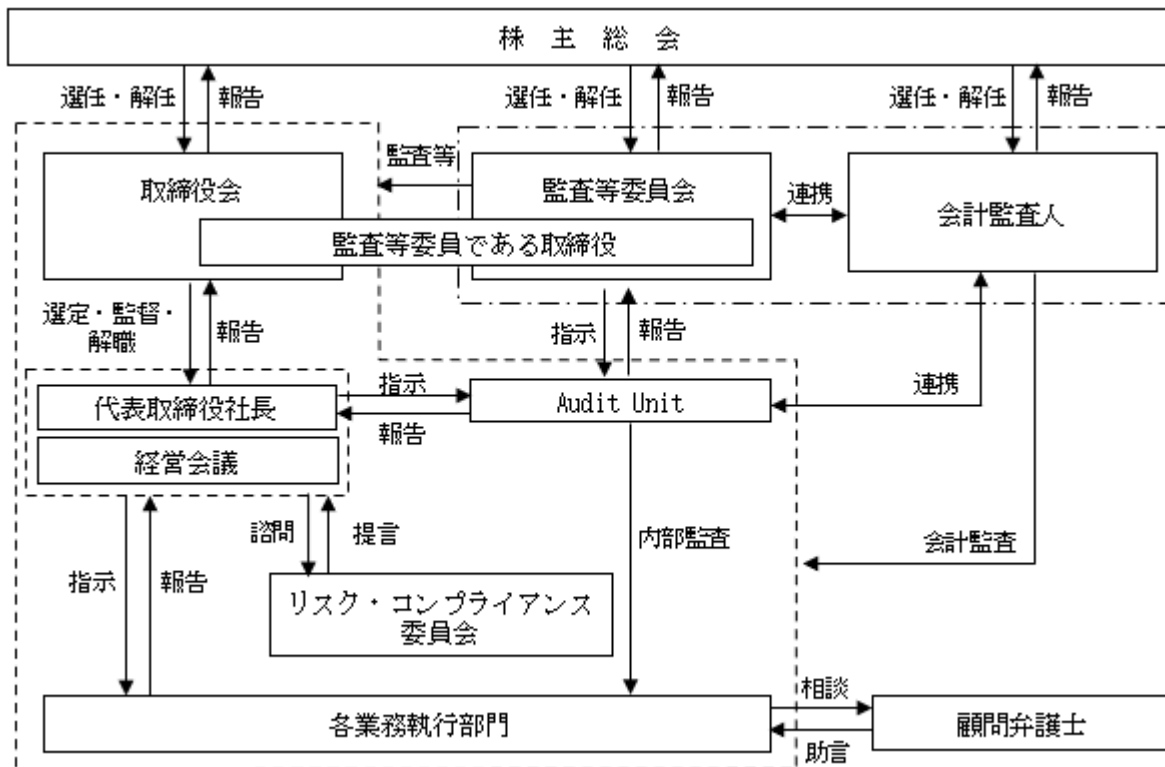 株主総会
選任・解任
報告
選任・解任
報告
選任・解任
報告
取締役会
監査等
監査等委員会
連携
会計監査人
監査等委員である取締役
選定・監督・
解職
報告
指示
報告
代表取締役社長
指示
報告
Audit Unit
連携
経営会議
諮問
提言
内部監査
会計監査
指示
報告
リスク・コンプライアンス
委員会
各業務執行部門
相談
助言
顧問弁護士